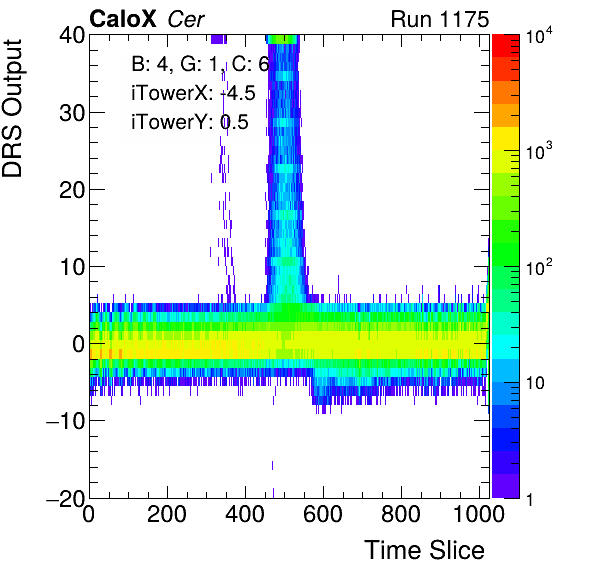 CaloX Cer Run 1175
DRS Output
B: 4, G: 1, C: 6
iTowerX: -4.5
iTowerY: 0.5
40
30
20
10
0
−10
−20
0 200 400 600 800 1000
Time Slice
10^4
10^3
10^2
10
1